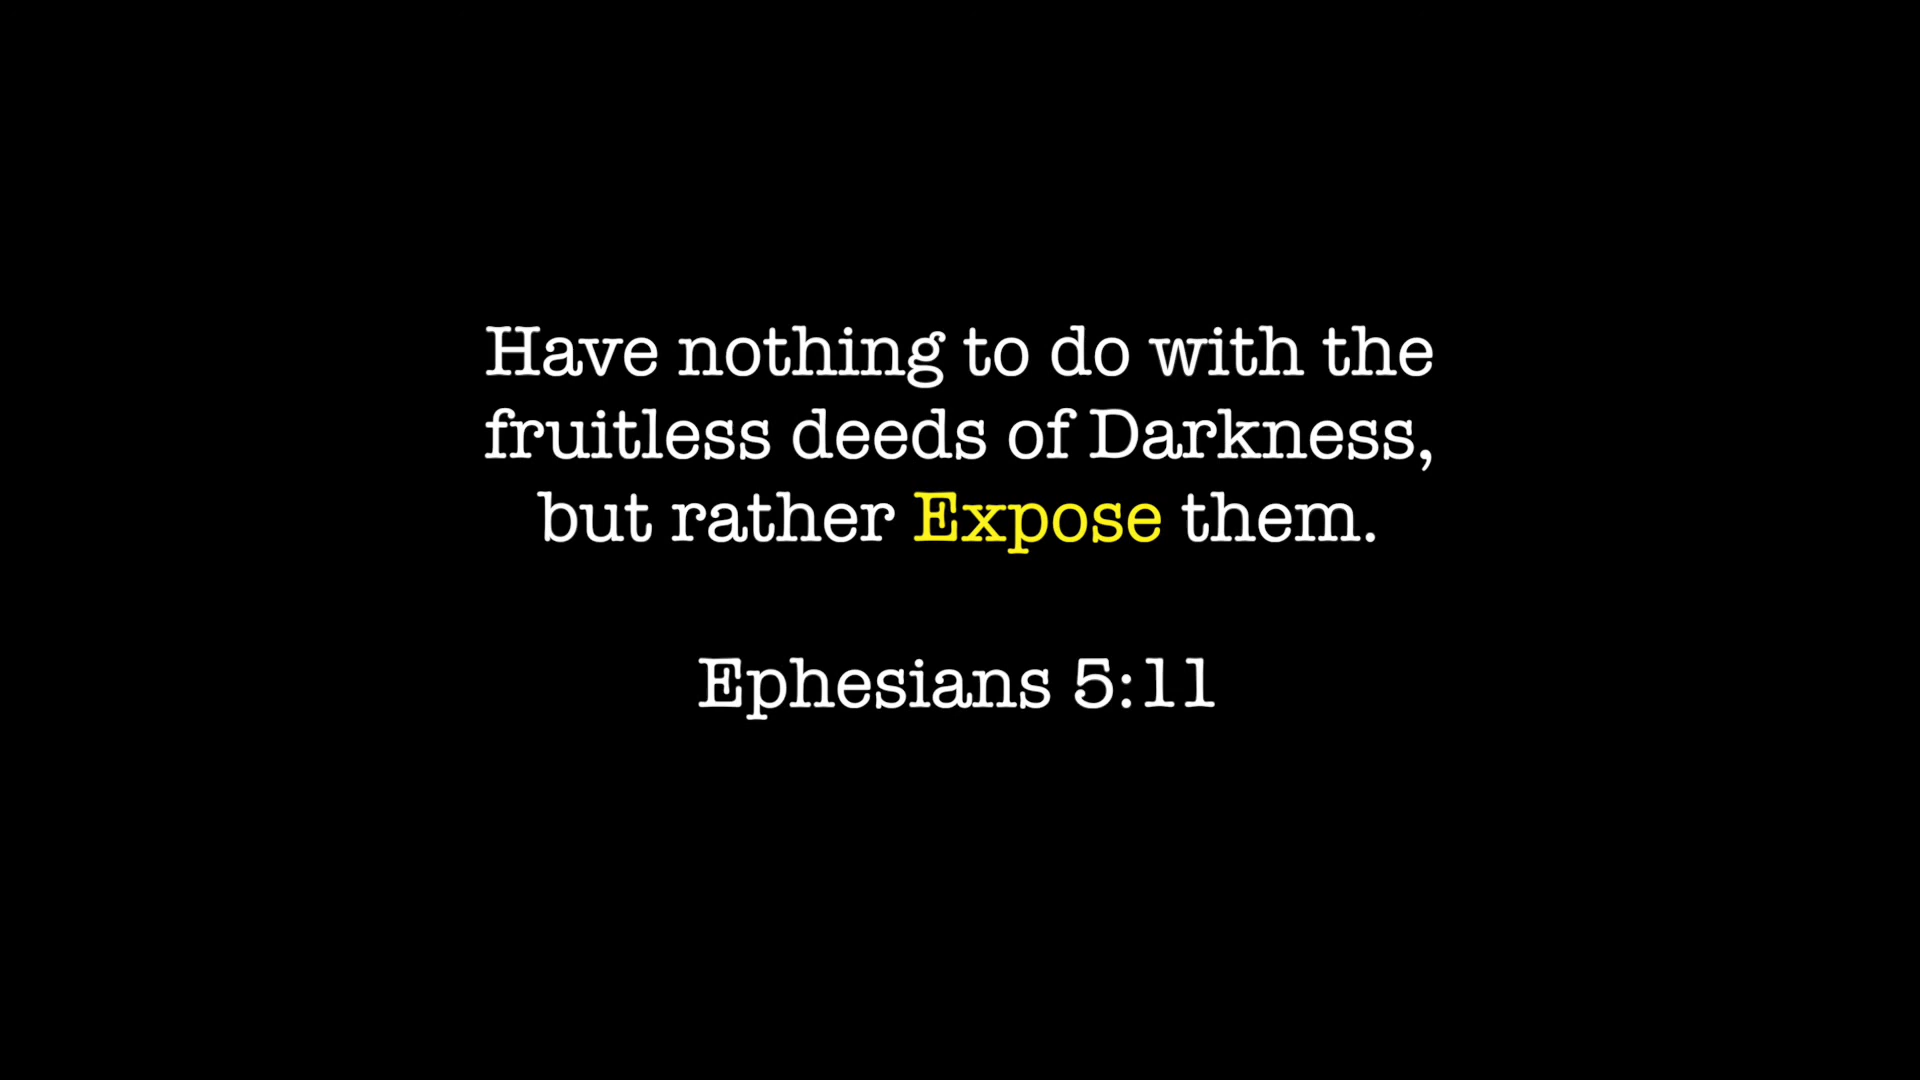 Have nothing to do with the
fruitless deeds of Darkness,
but rather Expose them.
Ephesians 5:11